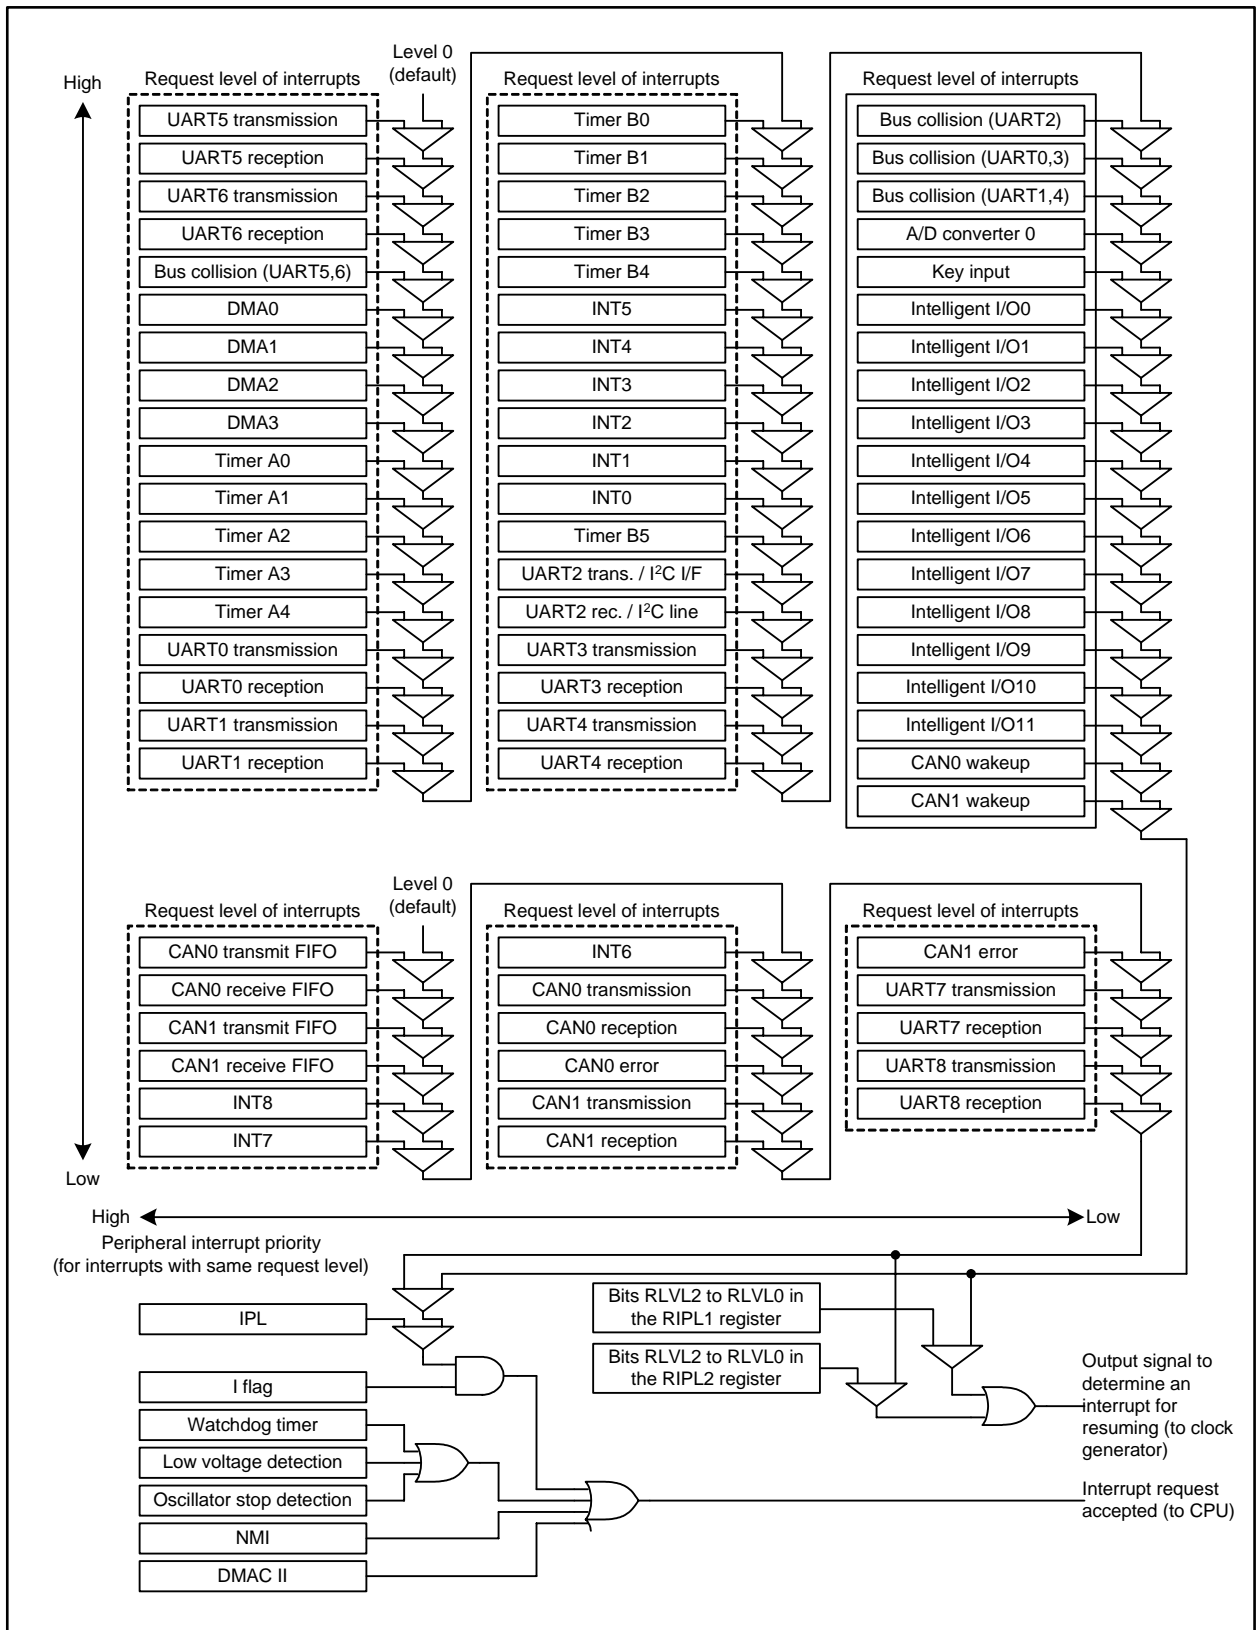 High
Level 0
(default)
Request level of interrupts
UART5 transmission
UART5 reception
UART6 transmission
UART6 reception
Bus collision (UART5,6)
DMA0
DMA1
DMA2
DMA3
Timer A0
Timer A1
Timer A2
Timer A3
Timer A4
UART0 transmission
UART0 reception
UART1 transmission
UART1 reception
Request level of interrupts
Timer B0
Timer B1
Timer B2
Timer B3
Timer B4
INT5
INT4
INT3
INT2
INT1
INT0
Timer B5
UART2 trans. / I²C I/F
UART2 rec. / I²C line
UART3 transmission
UART3 reception
UART4 transmission
UART4 reception
Request level of interrupts
Bus collision (UART2)
Bus collision (UART0,3)
Bus collision (UART1,4)
A/D converter 0
Key input
Intelligent I/O0
Intelligent I/O1
Intelligent I/O2
Intelligent I/O3
Intelligent I/O4
Intelligent I/O5
Intelligent I/O6
Intelligent I/O7
Intelligent I/O8
Intelligent I/O9
Intelligent I/O10
Intelligent I/O11
CAN0 wakeup
CAN1 wakeup
Level 0
(default)
Request level of interrupts
CAN0 transmit FIFO
CAN0 receive FIFO
CAN1 transmit FIFO
CAN1 receive FIFO
INT8
INT7
Request level of interrupts
INT6
CAN0 transmission
CAN0 reception
CAN0 error
CAN1 transmission
CAN1 reception
Request level of interrupts
CAN1 error
UART7 transmission
UART7 reception
UART8 transmission
UART8 reception
Low
High
Low
Peripheral interrupt priority
(for interrupts with same request level)
IPL
I flag
Watchdog timer
Low voltage detection
Oscillator stop detection
NMI
DMAC II
Bits RLVL2 to RLVL0 in
the RIPL1 register
Bits RLVL2 to RLVL0 in
the RIPL2 register
Output signal to
determine an
interrupt for
resuming (to clock
generator)
Interrupt request
accepted (to CPU)